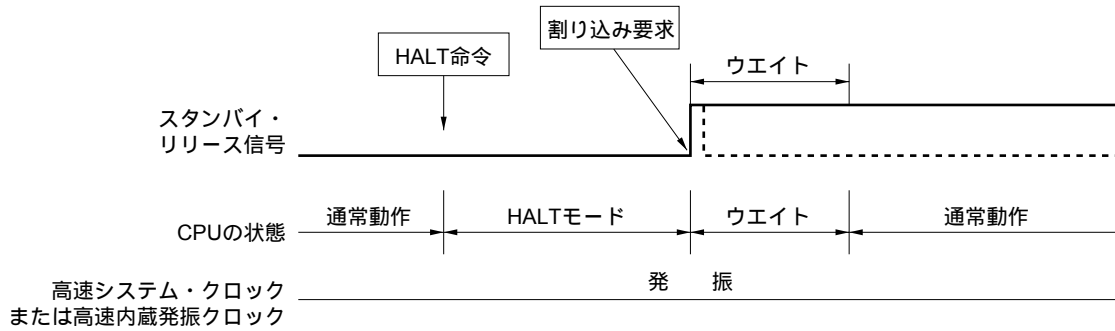 割り込み要求
HALT命令
ウエイト
スタンバイ・
リリース信号
CPUの状態
通常動作
HALTモード
ウエイト
通常動作
高速システム・クロック
または高速内蔵発振クロック
発　振